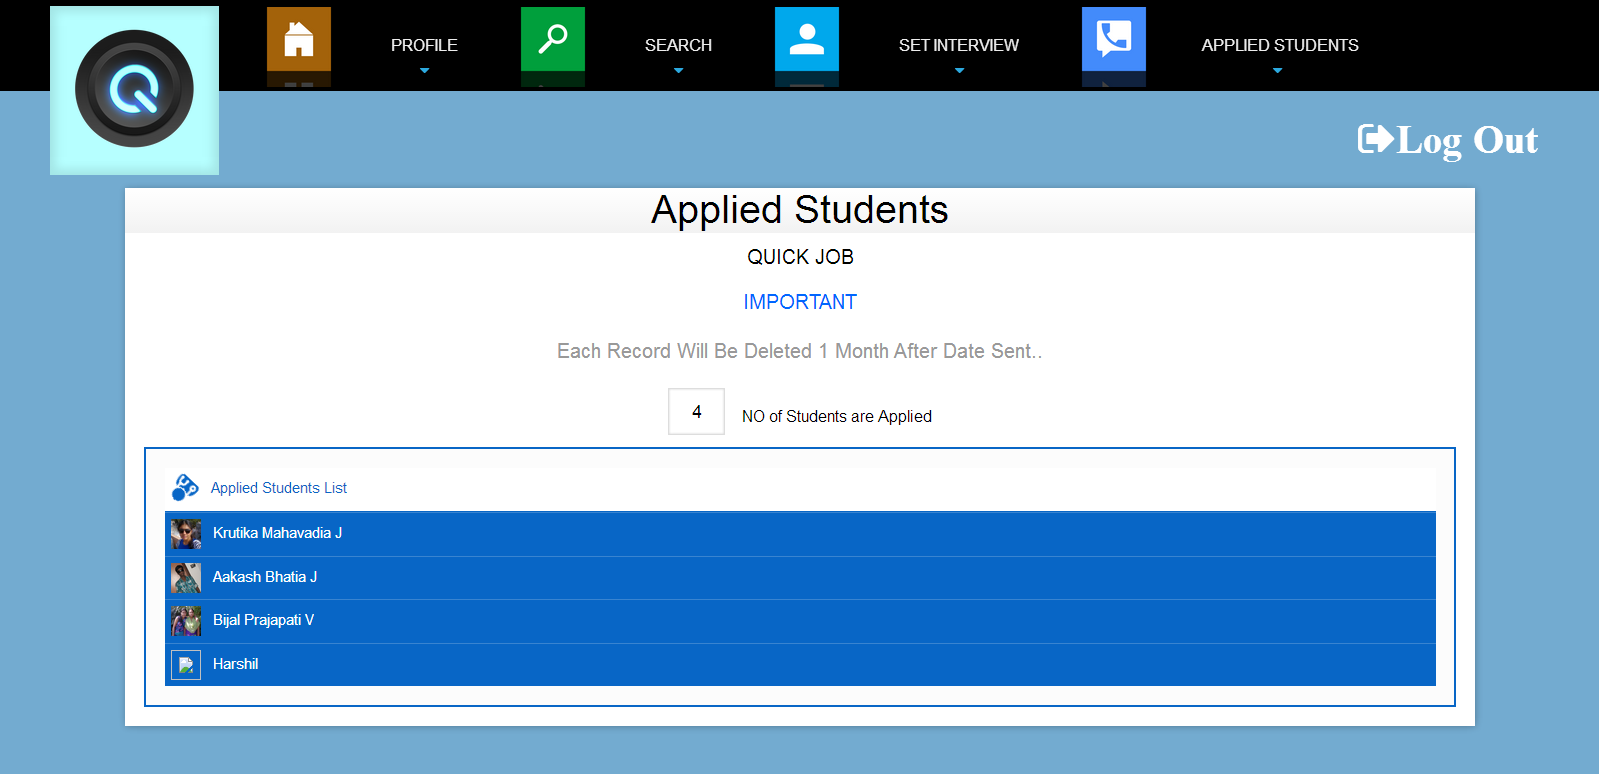 PROFILE
SEARCH
SET INTERVIEW
APPLIED STUDENTS
Log Out
Applied Students
QUICK JOB
IMPORTANT
Each Record Will Be Deleted 1 Month After Date Sent..
4 NO of Students are Applied
Applied Students List
Krutika Mahavadia J
Aakash Bhatia J
Bijal Prajapati V
Harshil